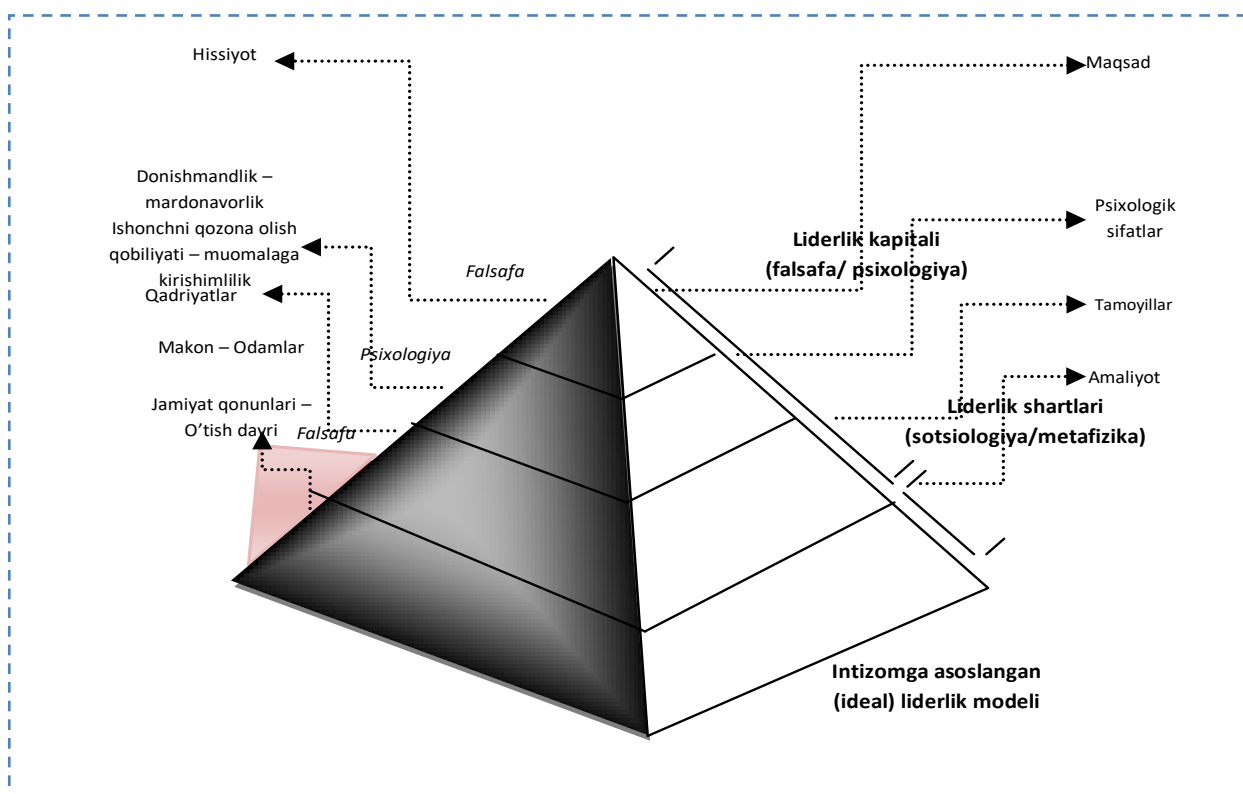 Hissiyot
Maqsad
Donishmandlik –
mardonavorlik
Ishonchni qozona olish
qobiliyati – muomalaga
kirishimlilik
Qadriyatlar
Makon – Odamlar
Jamiyat qonunlari –
O'tish davri
Falsafa
Psixologiya
Falsafa
Liderlik kapitali
(falsafa/ psixologiya)
Psixologik
sifatlar
Tamoyillar
Amaliyot
Liderlik shartlari
(sotsiologiya/metafizika)
Intizomga asoslangan
(ideal) liderlik modeli